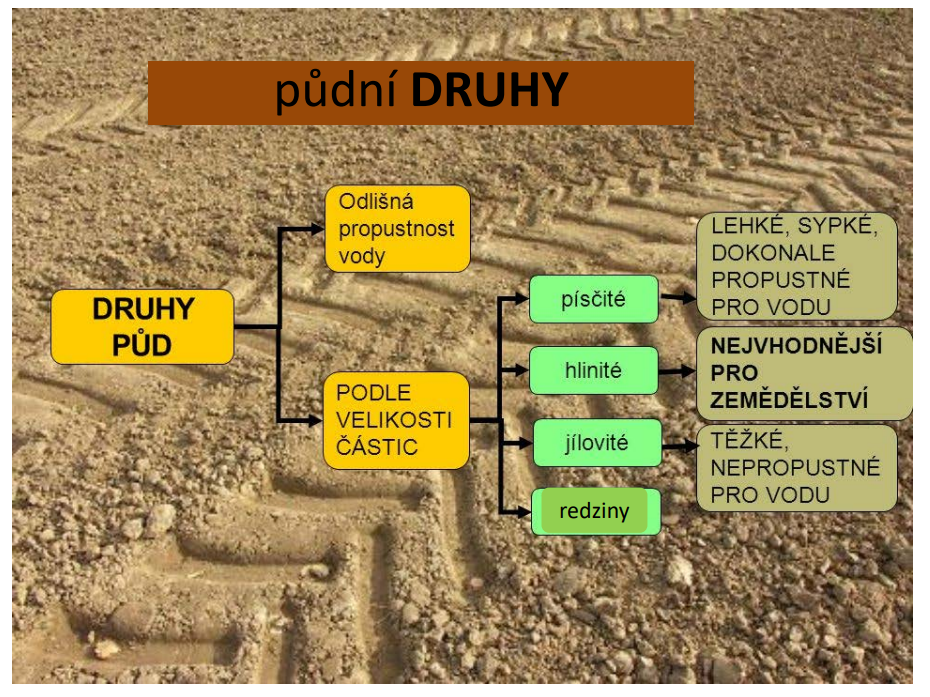 půdní DRUHY
DRUHY
PŮD
Odlišná
propustnost
vody
PODLE
VELIKOSTI
ČÁSTIC
písčité
LEHKÉ, SYPKÉ,
DOKONALE
PROPUSTNÉ
PRO VODU
hlinité
NEJVHODNĚJŠÍ
PRO
ZEMĚDĚLSTVÍ
jílovité
TĚŽKÉ,
NEPROPUSTNÉ
PRO VODU
redziny